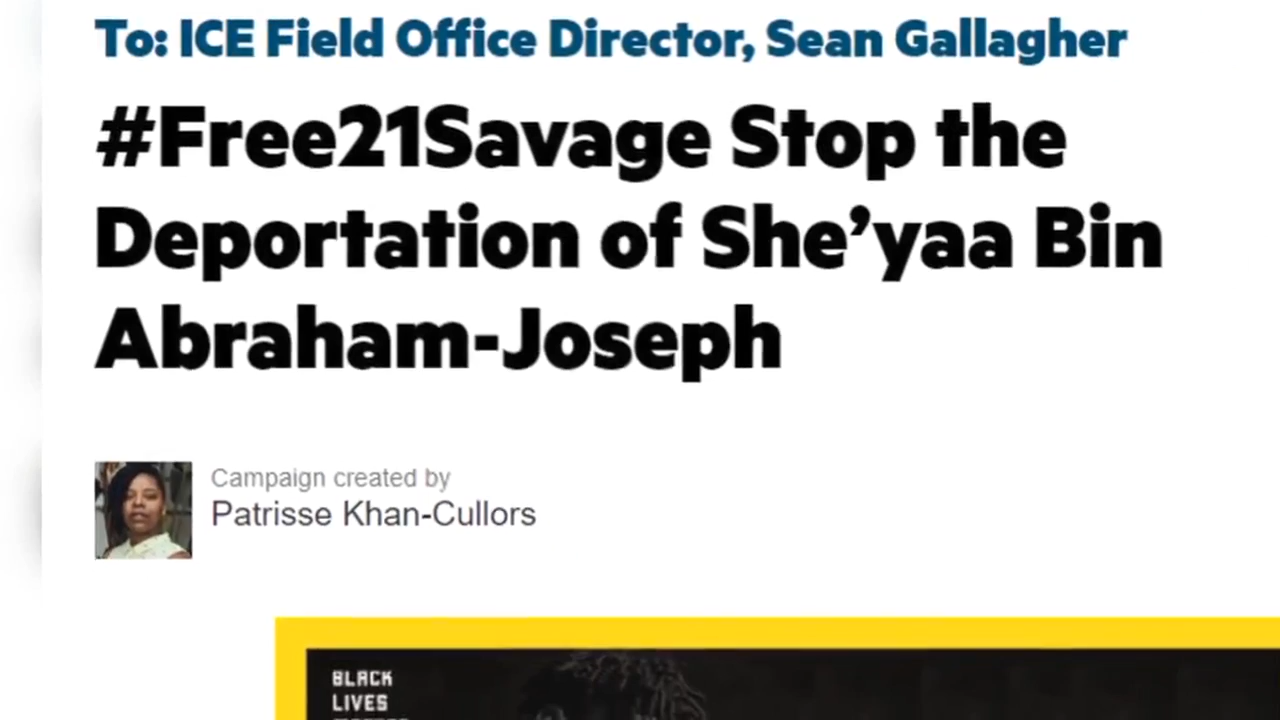 To: ICE Field Office Director, Sean Gallagher
#Free21Savage Stop the
Deportation of She’yaa Bin
Abraham-Joseph
Campaign created by
Patrisse Khan-Cullors
BLACK
LIVES